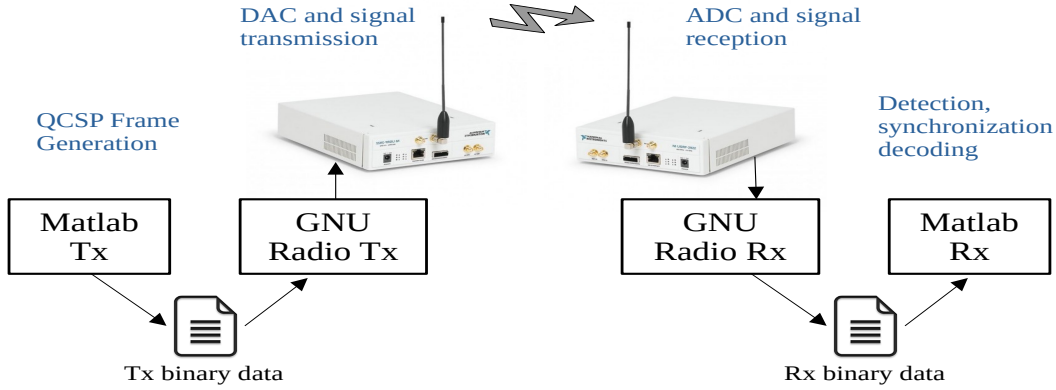 DAC and signal
transmission
ADC and signal
reception
QCSP Frame
Generation
Detection,
synchronization
decoding
Matlab
Tx
GNU
Radio Tx
GNU
Radio Rx
Matlab
Rx
Tx binary data
Rx binary data